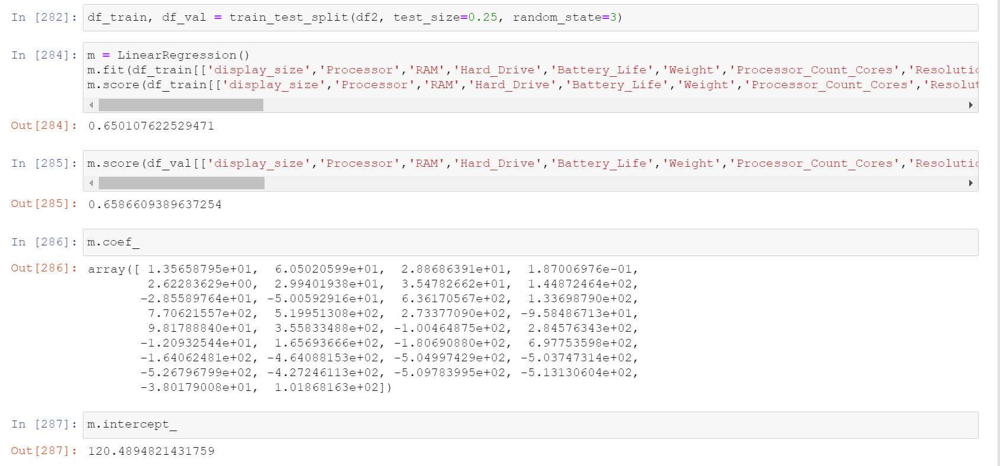 In [282]: df_train, df_val = train_test_split(df2, test_size=0.25, random_state=3)
In [284]: m = LinearRegression()
m.fit(df_train[['display_size','Processor','RAM','Hard_Drive','Battery_Life','Weight','Processor_Count_Cores','Resolutic
m.score(df_train[['display_size','Processor','RAM','Hard_Drive','Battery_Life','Weight','Processor_Count_Cores','Resolut
Out[284]: 0.650107622529471
In [285]: m.score(df_val[['display_size','Processor','RAM','Hard_Drive','Battery_Life','Weight','Processor_Count_Cores','Resolutic
Out[285]: 0.6586609389637254
In [286]: m.coef_
Out[286]: array([ 1.35658795e+01,  6.05020599e+01,  2.88686391e+01,  1.87006976e-01,
2.62283629e+00,  2.99401938e+01,  3.54782662e+01,  1.44872464e+02,
-2.85589764e+01, -5.00592916e+01,  6.36170567e+02,  1.33698790e+02,
7.70621557e+02,  5.19951308e+02,  2.73377090e+02, -9.58486713e+01,
9.81788840e+01,  3.55833488e+02, -1.00464875e+02,  2.84576343e+02,
-1.20932544e+01,  1.65693666e+02, -1.80690880e+02,  6.97753598e+02,
-1.64062481e+02, -4.64088153e+02, -5.04997429e+02, -5.03747314e+02,
-5.26796799e+02, -4.27246113e+02, -5.09783995e+02, -5.13130604e+02,
-3.80179008e+01,  1.01868163e+02])
In [287]: m.intercept_
Out[287]: 120.4894821431759